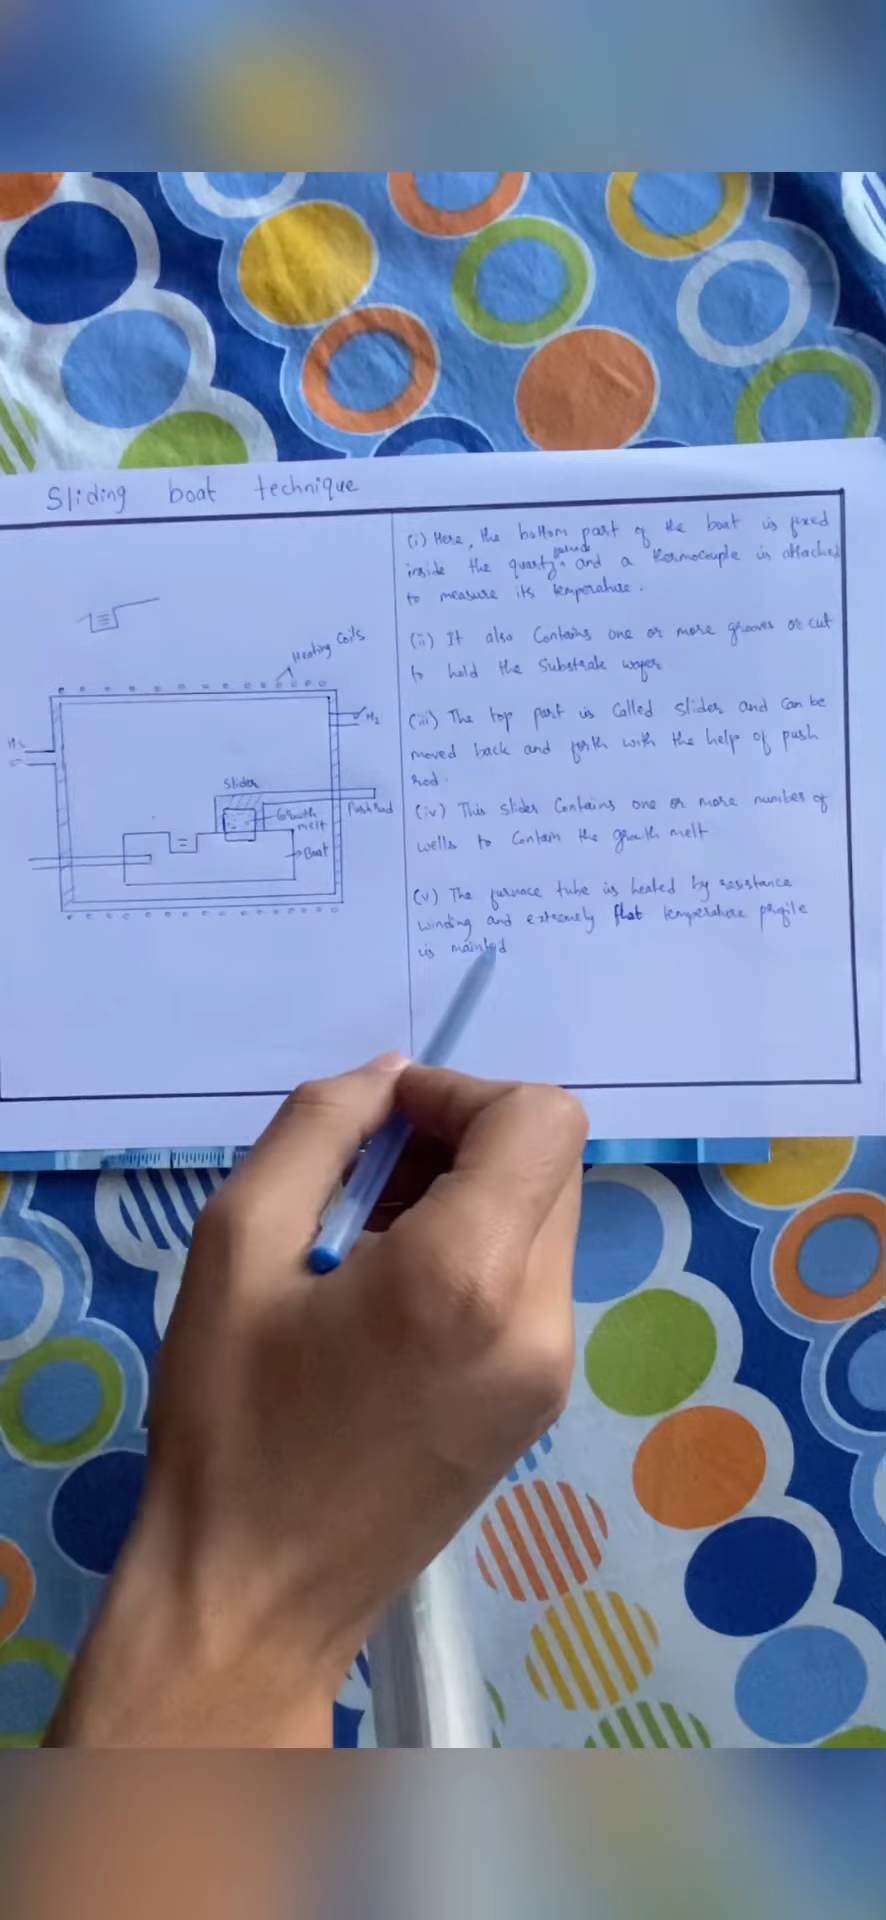 Sliding boat technique
(i) Here, the bottom part of the boat is fixed
inside the quartz and a thermocouple is attached
to measure its temperature.
(ii) It also Contains one or more grooves or cut
to hold the Substrate wafer
(iii) The top part is Called slider and can be
moved back and forth with the help of push
rod.
(iv) This slider Contains one or more number of
wells to Contain the growth melt
(v) The furnace tube is heated by resistance
winding and extremely flat temperature profile
is mainted
Heating Coils
H2
Slider
Push Rod
Growth
melt
Boat